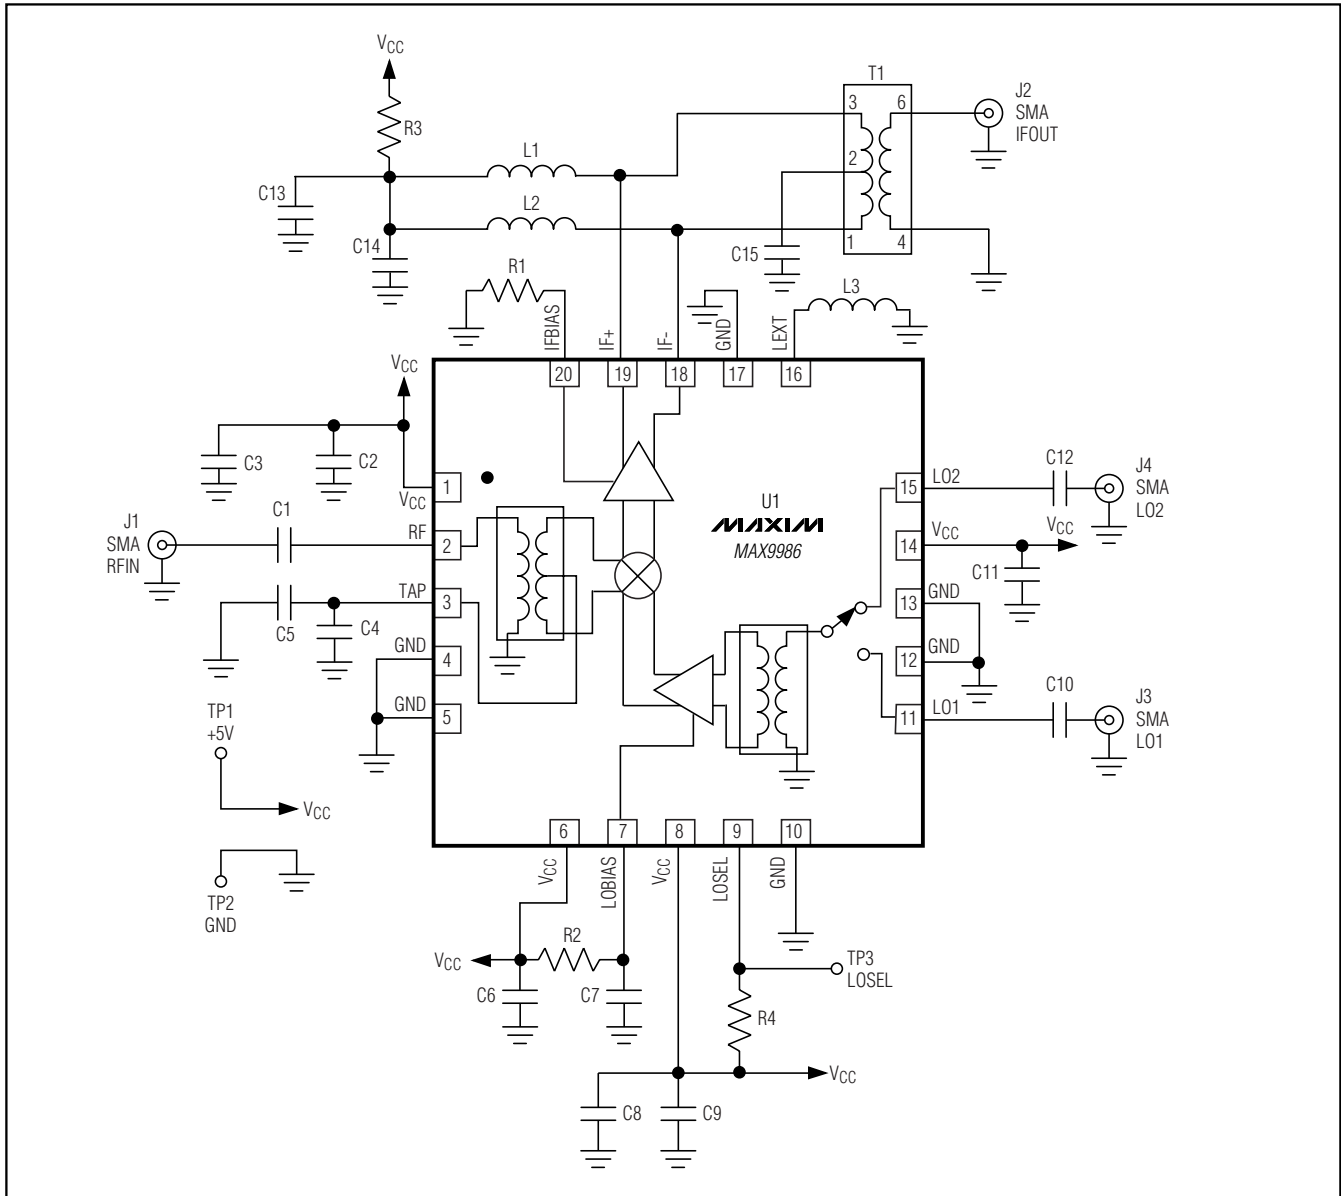 VCC
R3
C13
C14
L1
L2
T1
3
6
2
1
4
J2
SMA
IFOUT
C15
R1
L3
IFBIAS
IF+
IF-
GND
LEXT
20
19
18
17
16
VCC
C3
C2
1
VCC
J1
SMA
RFIN
C1
RF
2
TAP
3
C5
C4
GND
4
GND
5
U1
MAXIM
MAX9986
15
LO2
C12
J4
SMA
LO2
14
VCC
VCC
C11
13
GND
12
GND
11
LO1
C10
J3
SMA
LO1
TP1
+5V
VCC
TP2
GND
6
7
8
9
10
VCC
LOBIAS
VCC
LOSEL
GND
VCC
R2
C6
C7
TP3
LOSEL
R4
VCC
C8
C9